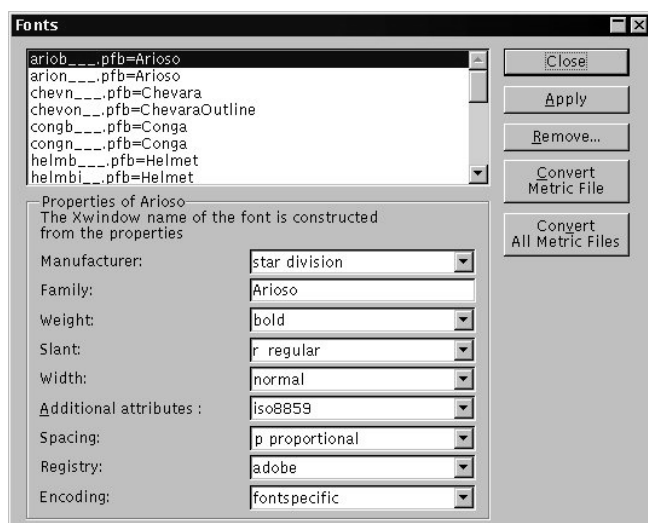 Fonts
ariob___.pfb=Arioso
arion___.pfb=Arioso
chevn___.pfb=Chevara
chevon__.pfb=ChevaraOutline
congb___.pfb=Conga
congn___.pfb=Conga
helmb___.pfb=Helmet
helmbi__.pfb=Helmet
Close
Apply
Remove...
Convert
Metric File
Convert
All Metric Files
Properties of Arioso
The Xwindow name of the font is constructed
from the properties
Manufacturer: star division
Family: Arioso
Weight: bold
Slant: r regular
Width: normal
Additional attributes : iso8859
Spacing: p proportional
Registry: adobe
Encoding: fontspecific